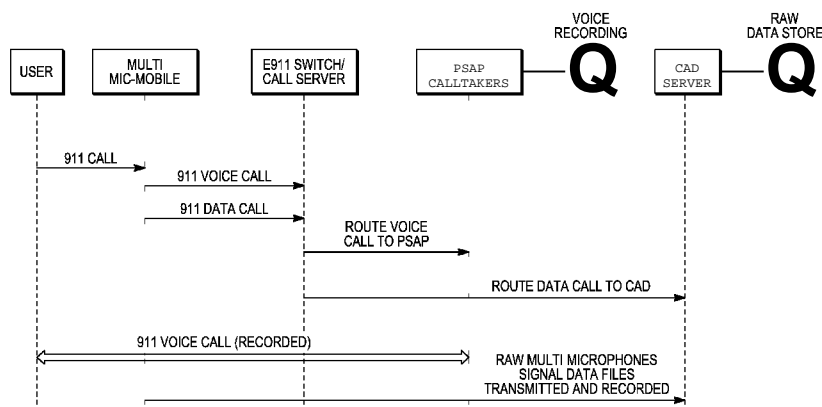 VOICE
RECORDING
RAW
DATA STORE
USER
MULTI
MIC-MOBILE
E911 SWITCH/
CALL SERVER
PSAP
CALLTAKERS
Q
CAD
SERVER
Q
911 CALL
911 VOICE CALL
911 DATA CALL
ROUTE VOICE
CALL TO PSAP
ROUTE DATA CALL TO CAD
911 VOICE CALL (RECORDED)
RAW MULTI MICROPHONES
SIGNAL DATA FILES
TRANSMITTED AND RECORDED